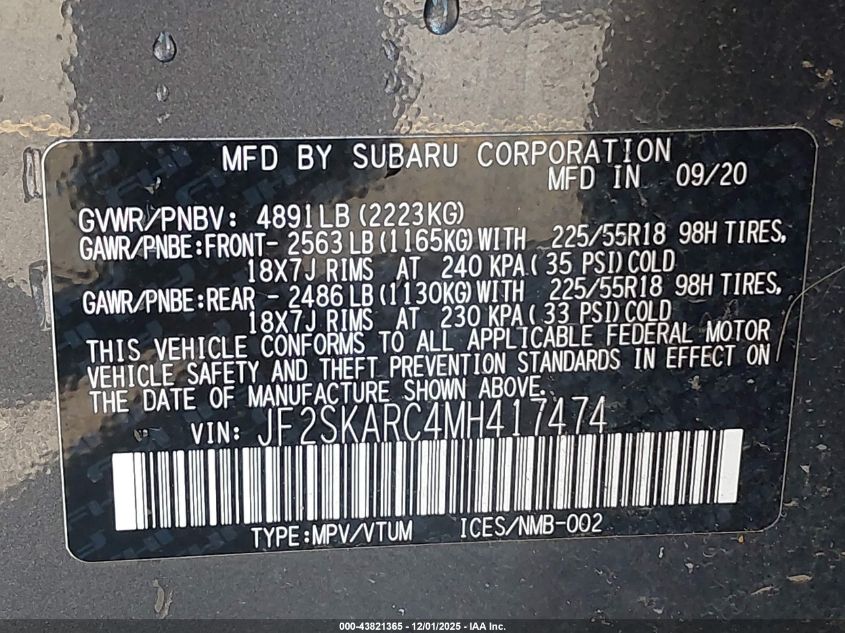 MFD BY SUBARU CORPORATION
MFD IN 09/20
GVWR/PNBV: 4891LB (2223KG)
GAWR/PNBE:FRONT- 2563LB (1165KG)WITH 225/55R18 98H TIRES,
18X7J RIMS AT 240 KPA( 35 PSI)COLD
GAWR/PNBE:REAR - 2486LB (1130KG)WITH 225/55R18 98H TIRES,
18X7J RIMS AT 230 KPA( 33 PSI)COLD
THIS VEHICLE CONFORMS TO ALL APPLICABLE FEDERAL MOTOR
VEHICLE SAFETY AND THEFT PREVENTION STANDARDS IN EFFECT ON
THE DATE OF MANUFACTURE SHOWN ABOVE.
VIN: JF2SKARC4MH417474
TYPE:MPV/VTUM ICES/NMB-002
000-43821365 - 12/01/2025 - IAA Inc.